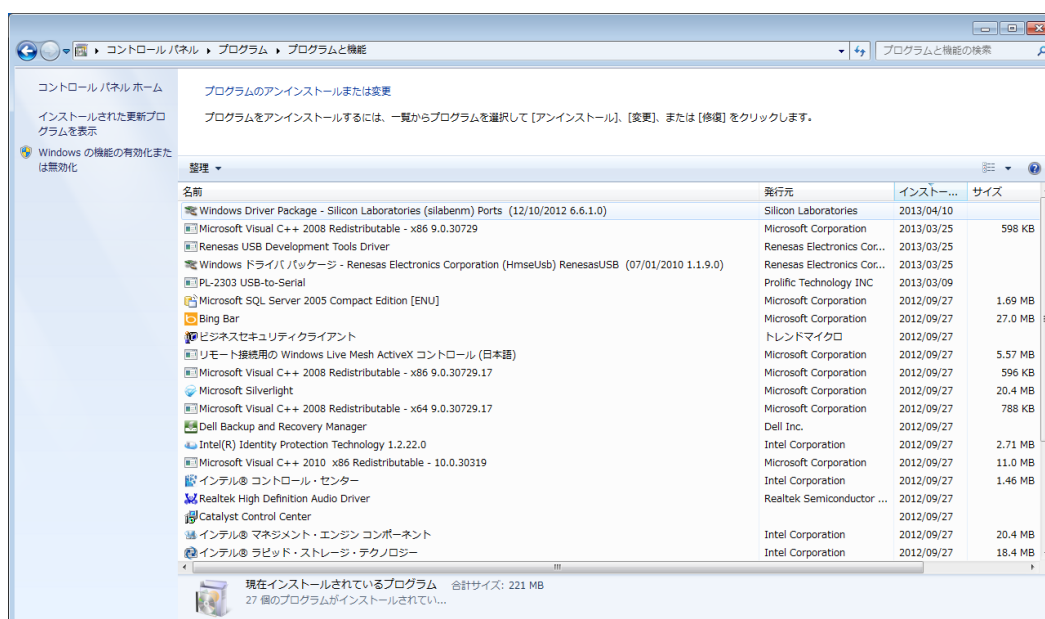 コントロール パネル ▸ プログラム ▸ プログラムと機能
プログラムと機能の検索
コントロール パネル ホーム
インストールされた更新プロ
グラムを表示
Windows の機能の有効化また
は無効化
プログラムのアンインストールまたは変更
プログラムをアンインストールするには、一覧からプログラムを選択して [アンインストール]、[変更]、または [修復] をクリックします。
整理
名前 発行元 インストー... サイズ
Windows Driver Package - Silicon Laboratories (silabenm) Ports (12/10/2012 6.6.1.0) Silicon Laboratories 2013/04/10
Microsoft Visual C++ 2008 Redistributable - x86 9.0.30729 Microsoft Corporation 2013/03/25 598 KB
Renesas USB Development Tools Driver Renesas Electronics Cor... 2013/03/25
Windows ドライバ パッケージ - Renesas Electronics Corporation (HmseUsb) RenesasUSB (07/01/2010 1.1.9.0) Renesas Electronics Cor... 2013/03/25
PL-2303 USB-to-Serial Prolific Technology INC 2013/03/09
Microsoft SQL Server 2005 Compact Edition [ENU] Microsoft Corporation 2012/09/27 1.69 MB
Bing Bar Microsoft Corporation 2012/09/27 27.0 MB
ビジネスセキュリティクライアント トレンドマイクロ 2012/09/27
リモート接続用の Windows Live Mesh ActiveX コントロール (日本語) Microsoft Corporation 2012/09/27 5.57 MB
Microsoft Visual C++ 2008 Redistributable - x86 9.0.30729.17 Microsoft Corporation 2012/09/27 596 KB
Microsoft Silverlight Microsoft Corporation 2012/09/27 20.4 MB
Microsoft Visual C++ 2008 Redistributable - x64 9.0.30729.17 Microsoft Corporation 2012/09/27 788 KB
Dell Backup and Recovery Manager Dell Inc. 2012/09/27
Intel(R) Identity Protection Technology 1.2.22.0 Intel Corporation 2012/09/27 2.71 MB
Microsoft Visual C++ 2010 x86 Redistributable - 10.0.30319 Microsoft Corporation 2012/09/27 11.0 MB
インテル® コントロール・センター Intel Corporation 2012/09/27 1.46 MB
Realtek High Definition Audio Driver Realtek Semiconductor ... 2012/09/27
Catalyst Control Center 2012/09/27
インテル® マネジメント・エンジン コンポーネント Intel Corporation 2012/09/27 20.4 MB
インテル® ラピッド・ストレージ・テクノロジー Intel Corporation 2012/09/27 18.4 MB
現在インストールされているプログラム 合計サイズ: 221 MB
27 個のプログラムがインストールされてい...